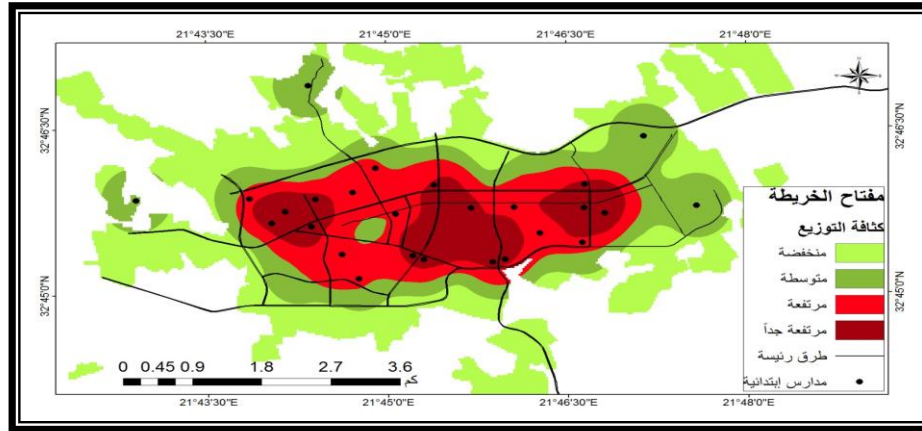 21°43'30"E 21°45'0"E 21°46'30"E 21°48'0"E
32°46'30"N 32°46'30"N
32°45'0"N 32°45'0"N
مفتاح الخريطة
كثافة التوزيع
منخفضة
متوسطة
مرتفعة
مرتفعة جداً
طرق رئيسة
مدارس إبتدائية
0 0.45 0.9 1.8 2.7 3.6
كم
21°43'30"E 21°45'0"E 21°46'30"E 21°48'0"E